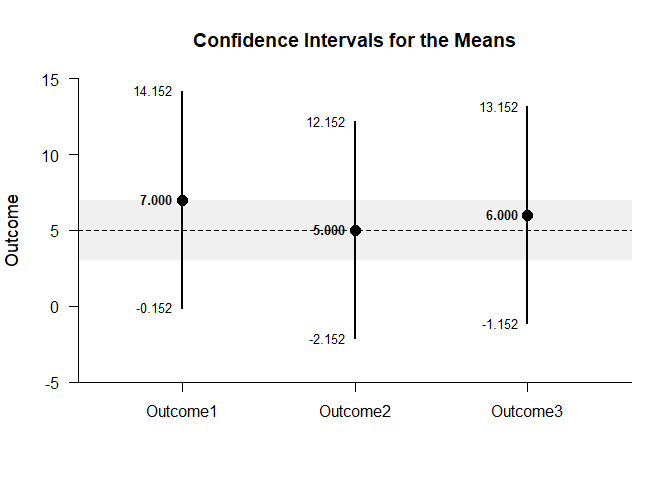 Confidence Intervals for the Means
15
10
5
0
-5
Outcome
14.152
7.000
-0.152
12.152
5.000
-2.152
13.152
6.000
-1.152
Outcome1
Outcome2
Outcome3